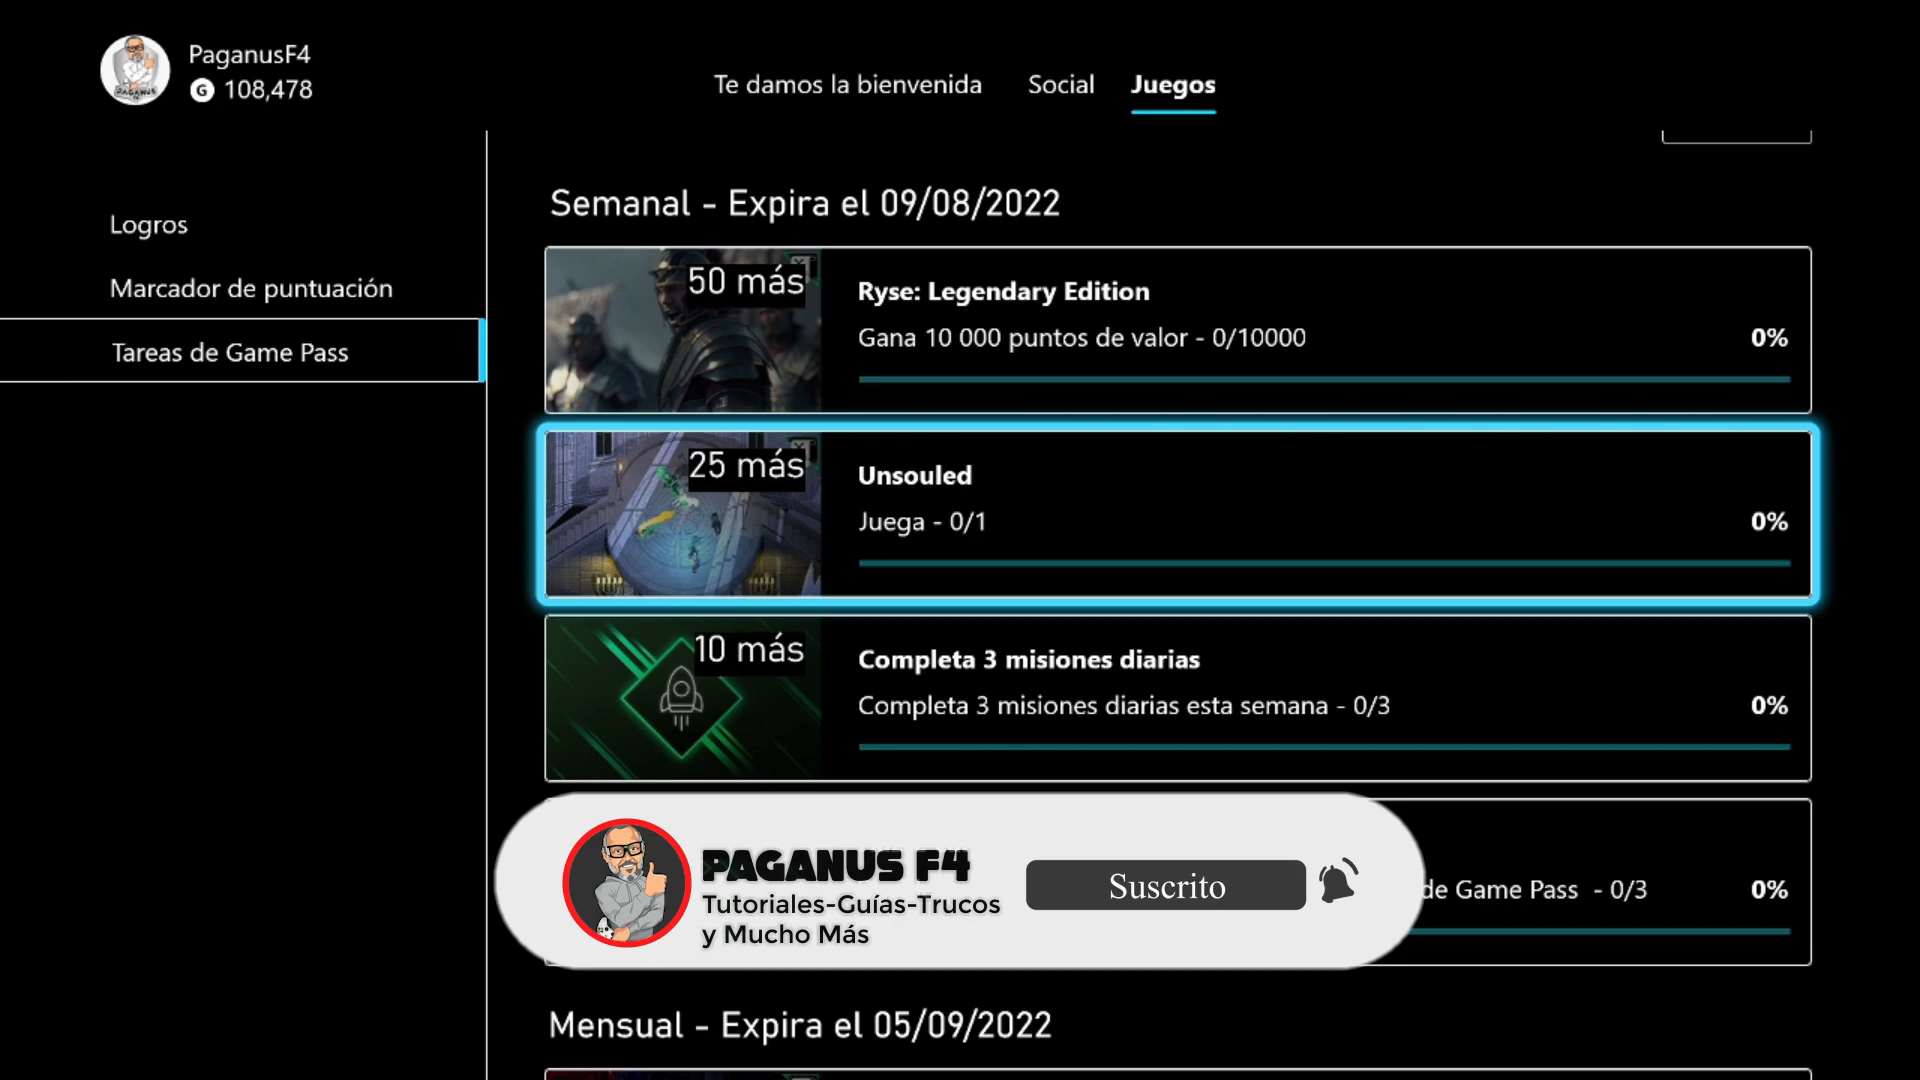 PaganusF4
G 108,478
Te damos la bienvenida
Social
Juegos
Logros
Marcador de puntuación
Tareas de Game Pass
Semanal - Expira el 09/08/2022
50 más
Ryse: Legendary Edition
Gana 10 000 puntos de valor - 0/10000
0%
25 más
Unsouled
Juega - 0/1
0%
10 más
Completa 3 misiones diarias
Completa 3 misiones diarias esta semana - 0/3
0%
PAGANUS F4
Tutoriales-Guías-Trucos
y Mucho Más
Suscrito
de Game Pass - 0/3
0%
Mensual - Expira el 05/09/2022